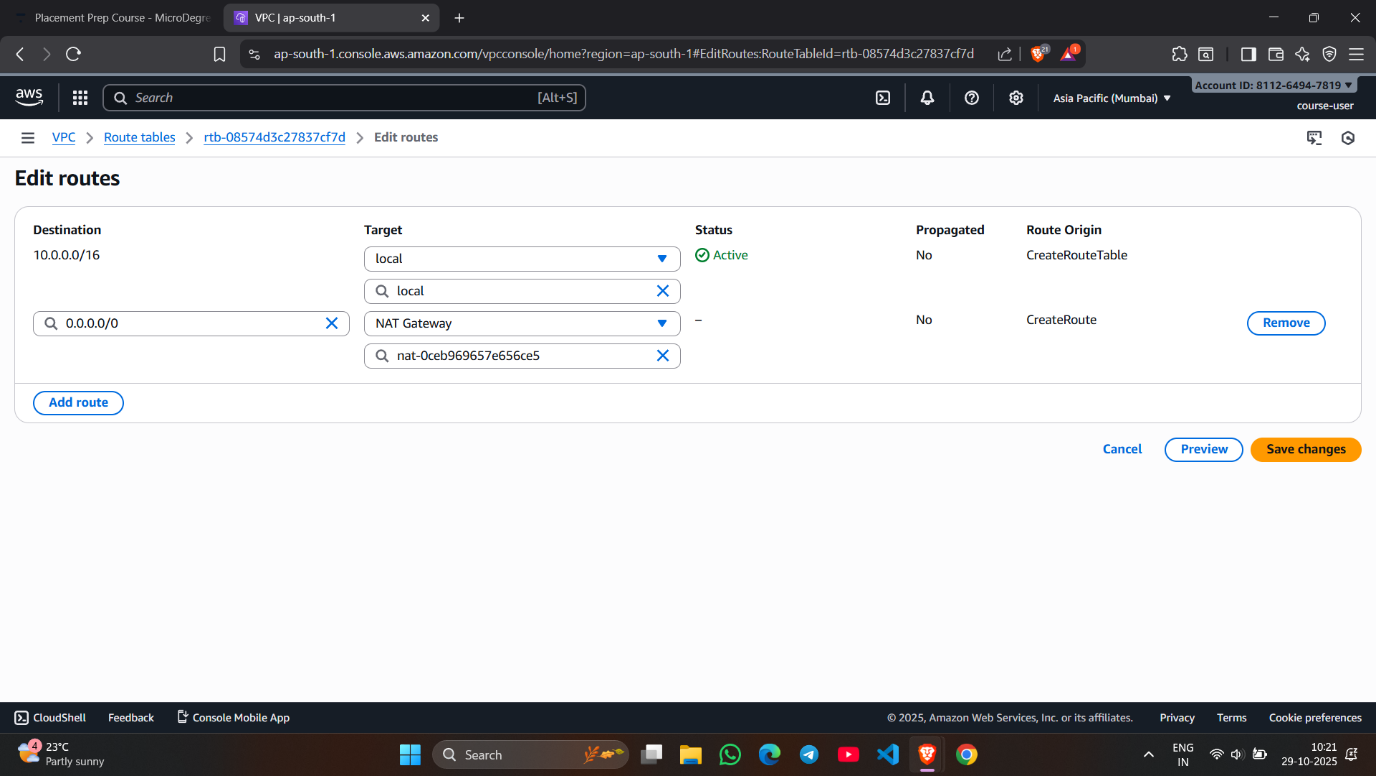 Placement Prep Course - MicroDegre
VPC | ap-south-1
ap-south-1.console.aws.amazon.com/vpcconsole/home?region=ap-south-1#EditRoutes:RouteTableId=rtb-08574d3c27837cf7d
21
1
aws
Search
[Alt+S]
Asia Pacific (Mumbai)
Account ID: 8112-6494-7819
course-user
VPC
Route tables
rtb-08574d3c27837cf7d
Edit routes
Edit routes
Destination Target Status Propagated Route Origin
10.0.0.0/16 local Active No CreateRouteTable
local
0.0.0.0/0 NAT Gateway – No CreateRoute Remove
nat-0ceb969657e656ce5
Add route
Cancel Preview Save changes
CloudShell Feedback Console Mobile App © 2025, Amazon Web Services, Inc. or its affiliates. Privacy Terms Cookie preferences
4
23°C
Partly sunny
Search
ENG
IN
10:21
29-10-2025